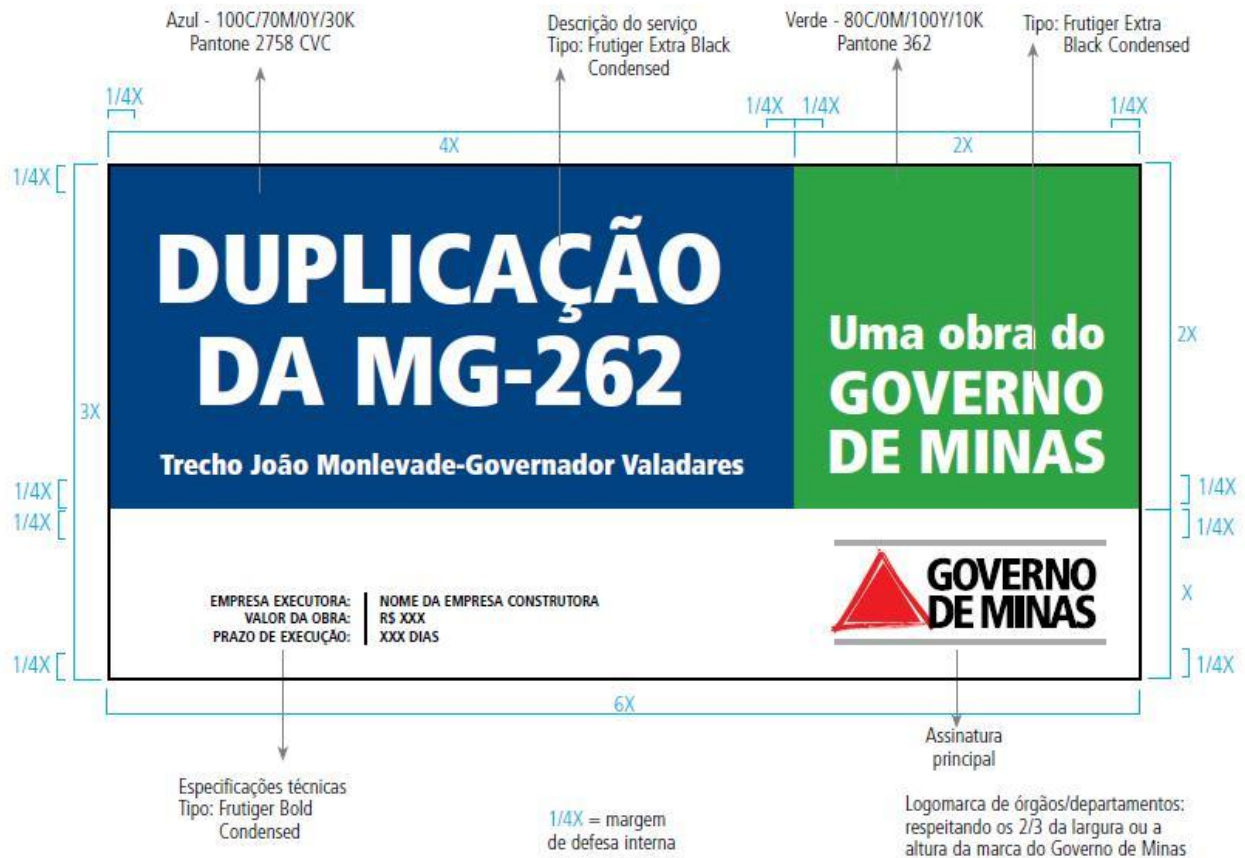 Azul - 100C/70M/0Y/30K
Pantone 2758 CVC
Descrição do serviço
Tipo: Frutiger Extra Black
Condensed
Verde - 80C/0M/100Y/10K
Pantone 362
Tipo: Frutiger Extra
Black Condensed
1/4X
1/4X 1/4X
1/4X
4X
2X
1/4X
DUPLICAÇÃO
DA MG-262
Trecho João Monlevade-Governador Valadares
Uma obra do
GOVERNO
DE MINAS
2X
3X
1/4X
1/4X
1/4X
1/4X
EMPRESA EXECUTORA: NOME DA EMPRESA CONSTRUTORA
VALOR DA OBRA: R$ XXX
PRAZO DE EXECUÇÃO: XXX DIAS
GOVERNO
DE MINAS
X
1/4X
1/4X
6X
Especificações técnicas
Tipo: Frutiger Bold
Condensed
1/4X = margem
de defesa interna
Assinatura
principal
Logomarca de órgãos/departamentos:
respeitando os 2/3 da largura ou a
altura da marca do Governo de Minas